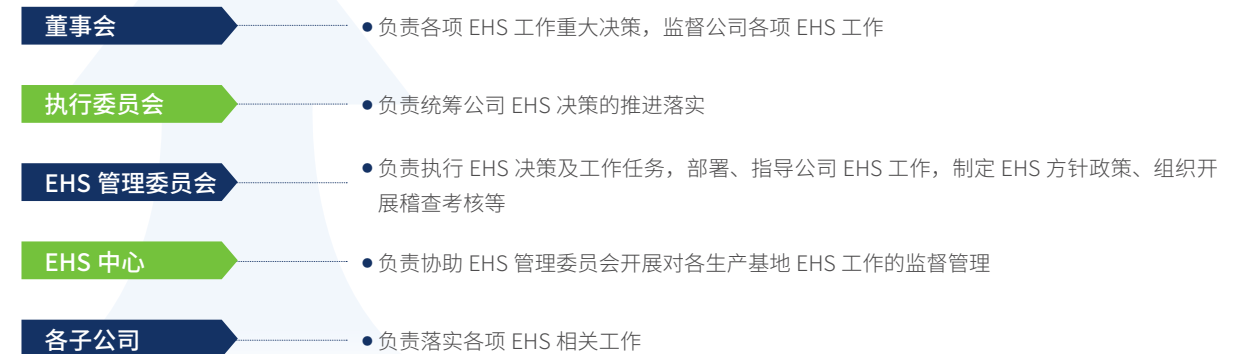 董事会
●负责各项 EHS 工作重大决策，监督公司各项 EHS 工作
执行委员会
●负责统筹公司 EHS 决策的推进落实
EHS 管理委员会
●负责执行 EHS 决策及工作任务，部署、指导公司 EHS 工作，制定 EHS 方针政策、组织开
展稽查考核等
EHS 中心
●负责协助 EHS 管理委员会开展对各生产基地 EHS 工作的监督管理
各子公司
●负责落实各项 EHS 相关工作